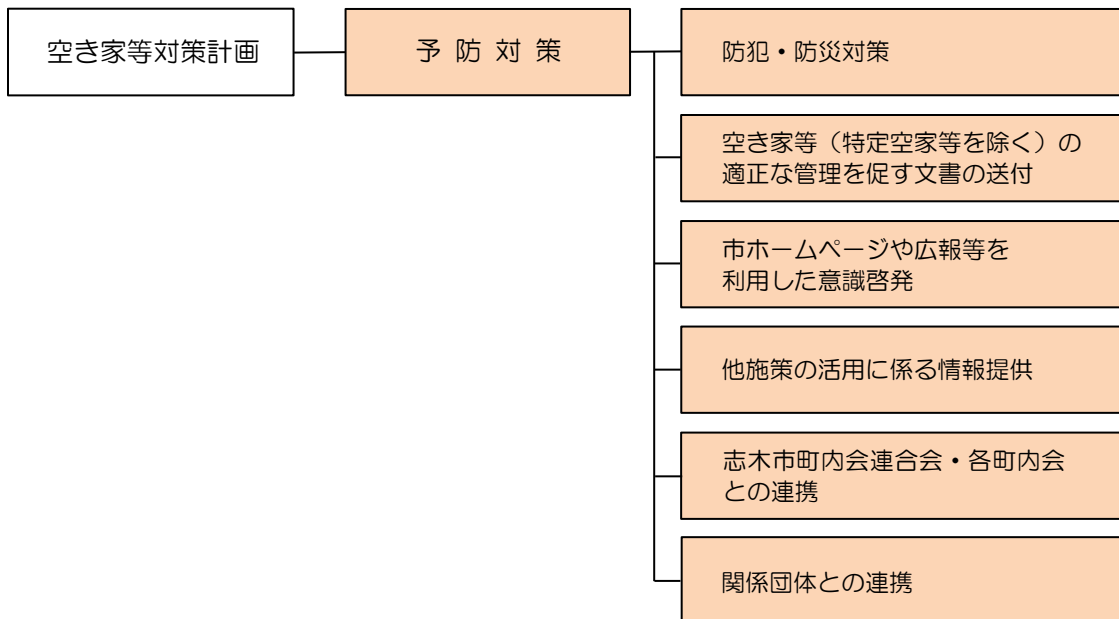 空き家等対策計画
予防対策
防犯・防災対策
空き家等（特定空家等を除く）の
適正な管理を促す文書の送付
市ホームページや広報等を
利用した意識啓発
他施策の活用に係る情報提供
志木市町内会連合会・各町内会
との連携
関係団体との連携